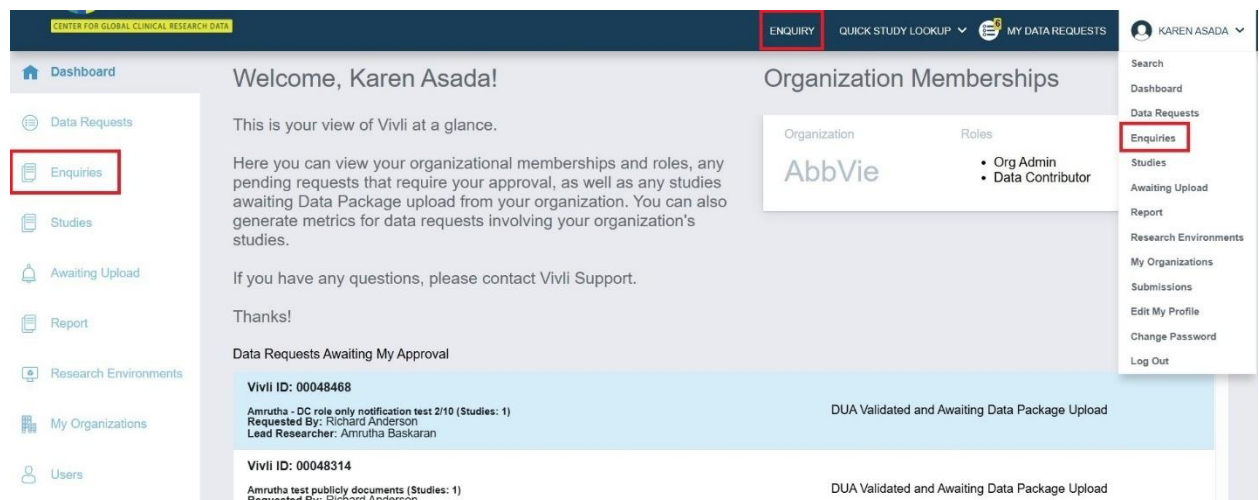 CENTER FOR GLOBAL CLINICAL RESEARCH DATA
ENQUIRY
QUICK STUDY LOOKUP
6
MY DATA REQUESTS
KAREN ASADA
Dashboard
Data Requests
Enquiries
Studies
Awaiting Upload
Report
Research Environments
My Organizations
Users
Welcome, Karen Asada!
This is your view of Vivli at a glance.
Here you can view your organizational memberships and roles, any
pending requests that require your approval, as well as any studies
awaiting Data Package upload from your organization. You can also
generate metrics for data requests involving your organization's
studies.
If you have any questions, please contact Vivli Support.
Thanks!
Data Requests Awaiting My Approval
Vivli ID: 00048468
Amrutha - DC role only notification test 2/10 (Studies: 1)
Requested By: Richard Anderson
Lead Researcher: Amrutha Baskaran
DUA Validated and Awaiting Data Package Upload
Vivli ID: 00048314
Amrutha test publicly documents (Studies: 1)
Requested By: Richard Anderson
DUA Validated and Awaiting Data Package Upload
Organization Memberships
Organization
Roles
AbbVie
• Org Admin
• Data Contributor
Search
Dashboard
Data Requests
Enquiries
Studies
Awaiting Upload
Report
Research Environments
My Organizations
Submissions
Edit My Profile
Change Password
Log Out